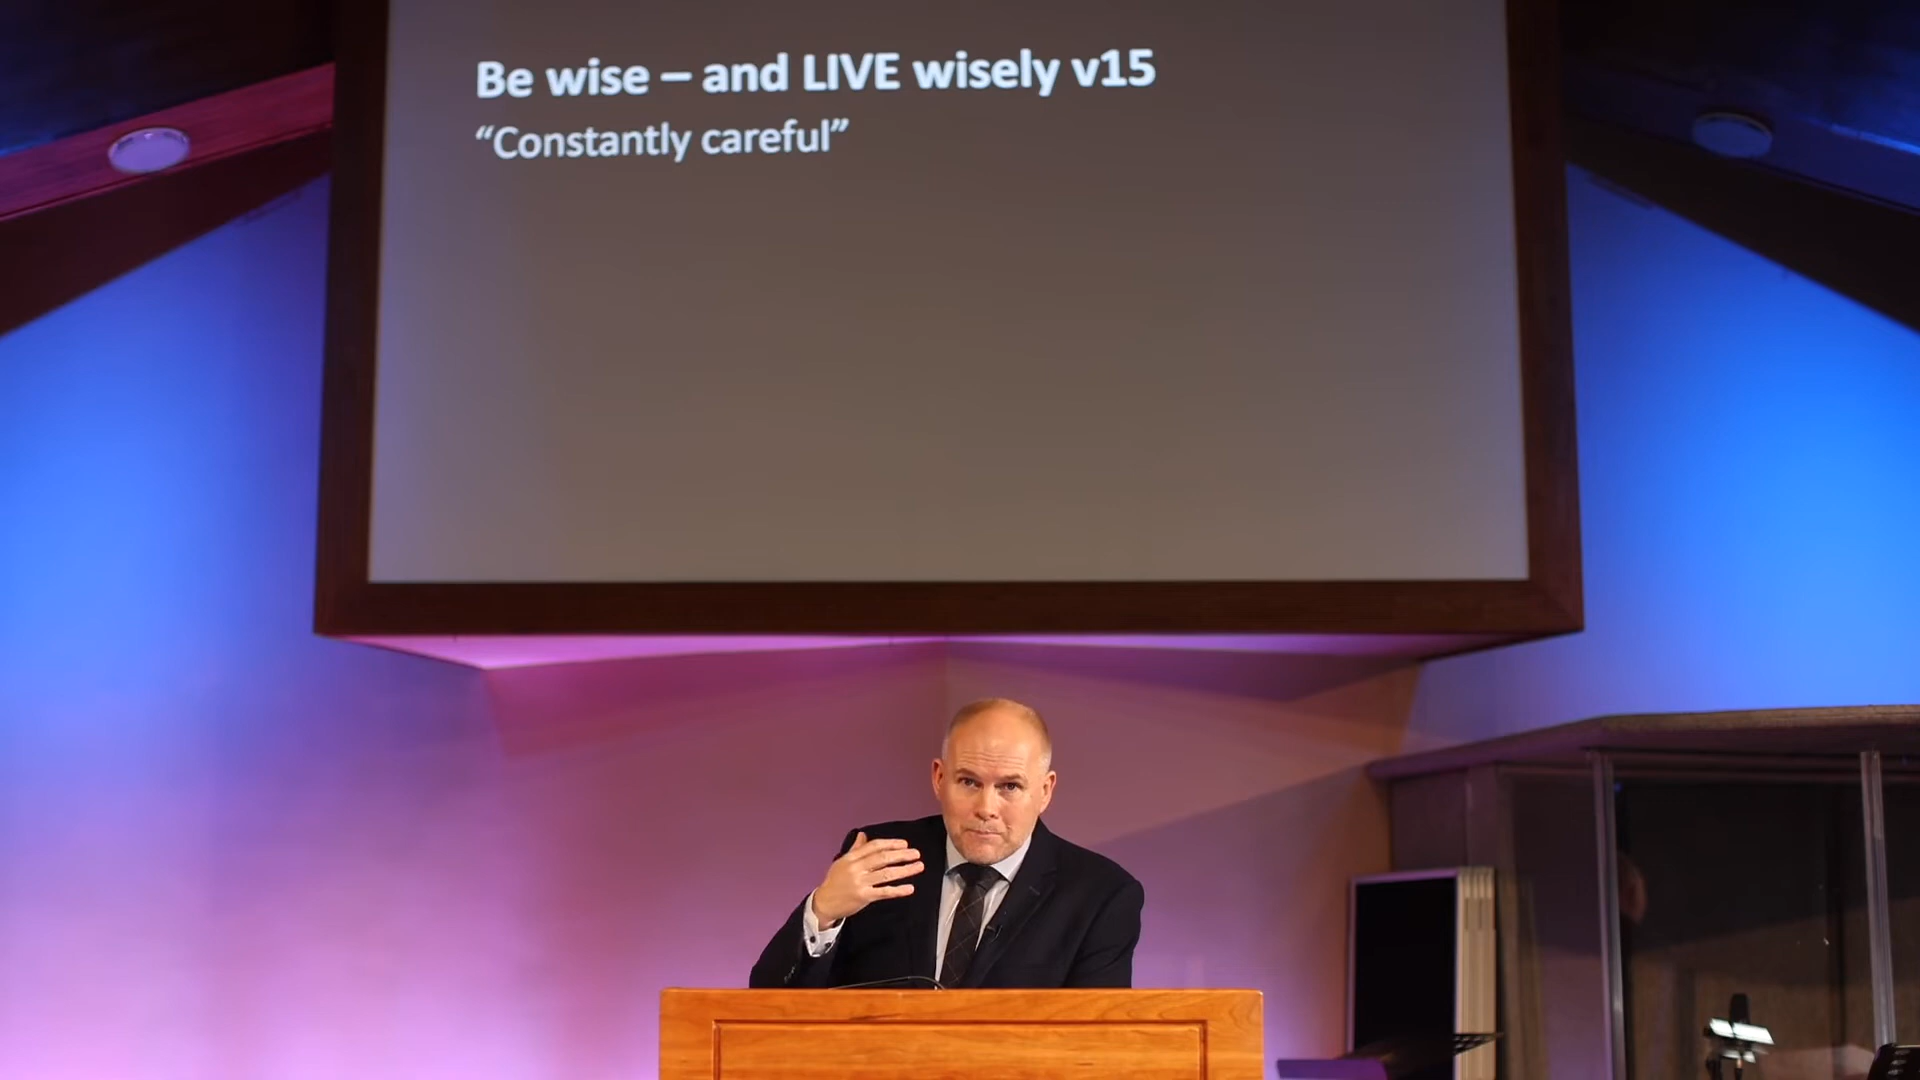 Be wise – and LIVE wisely v15
“Constantly careful”